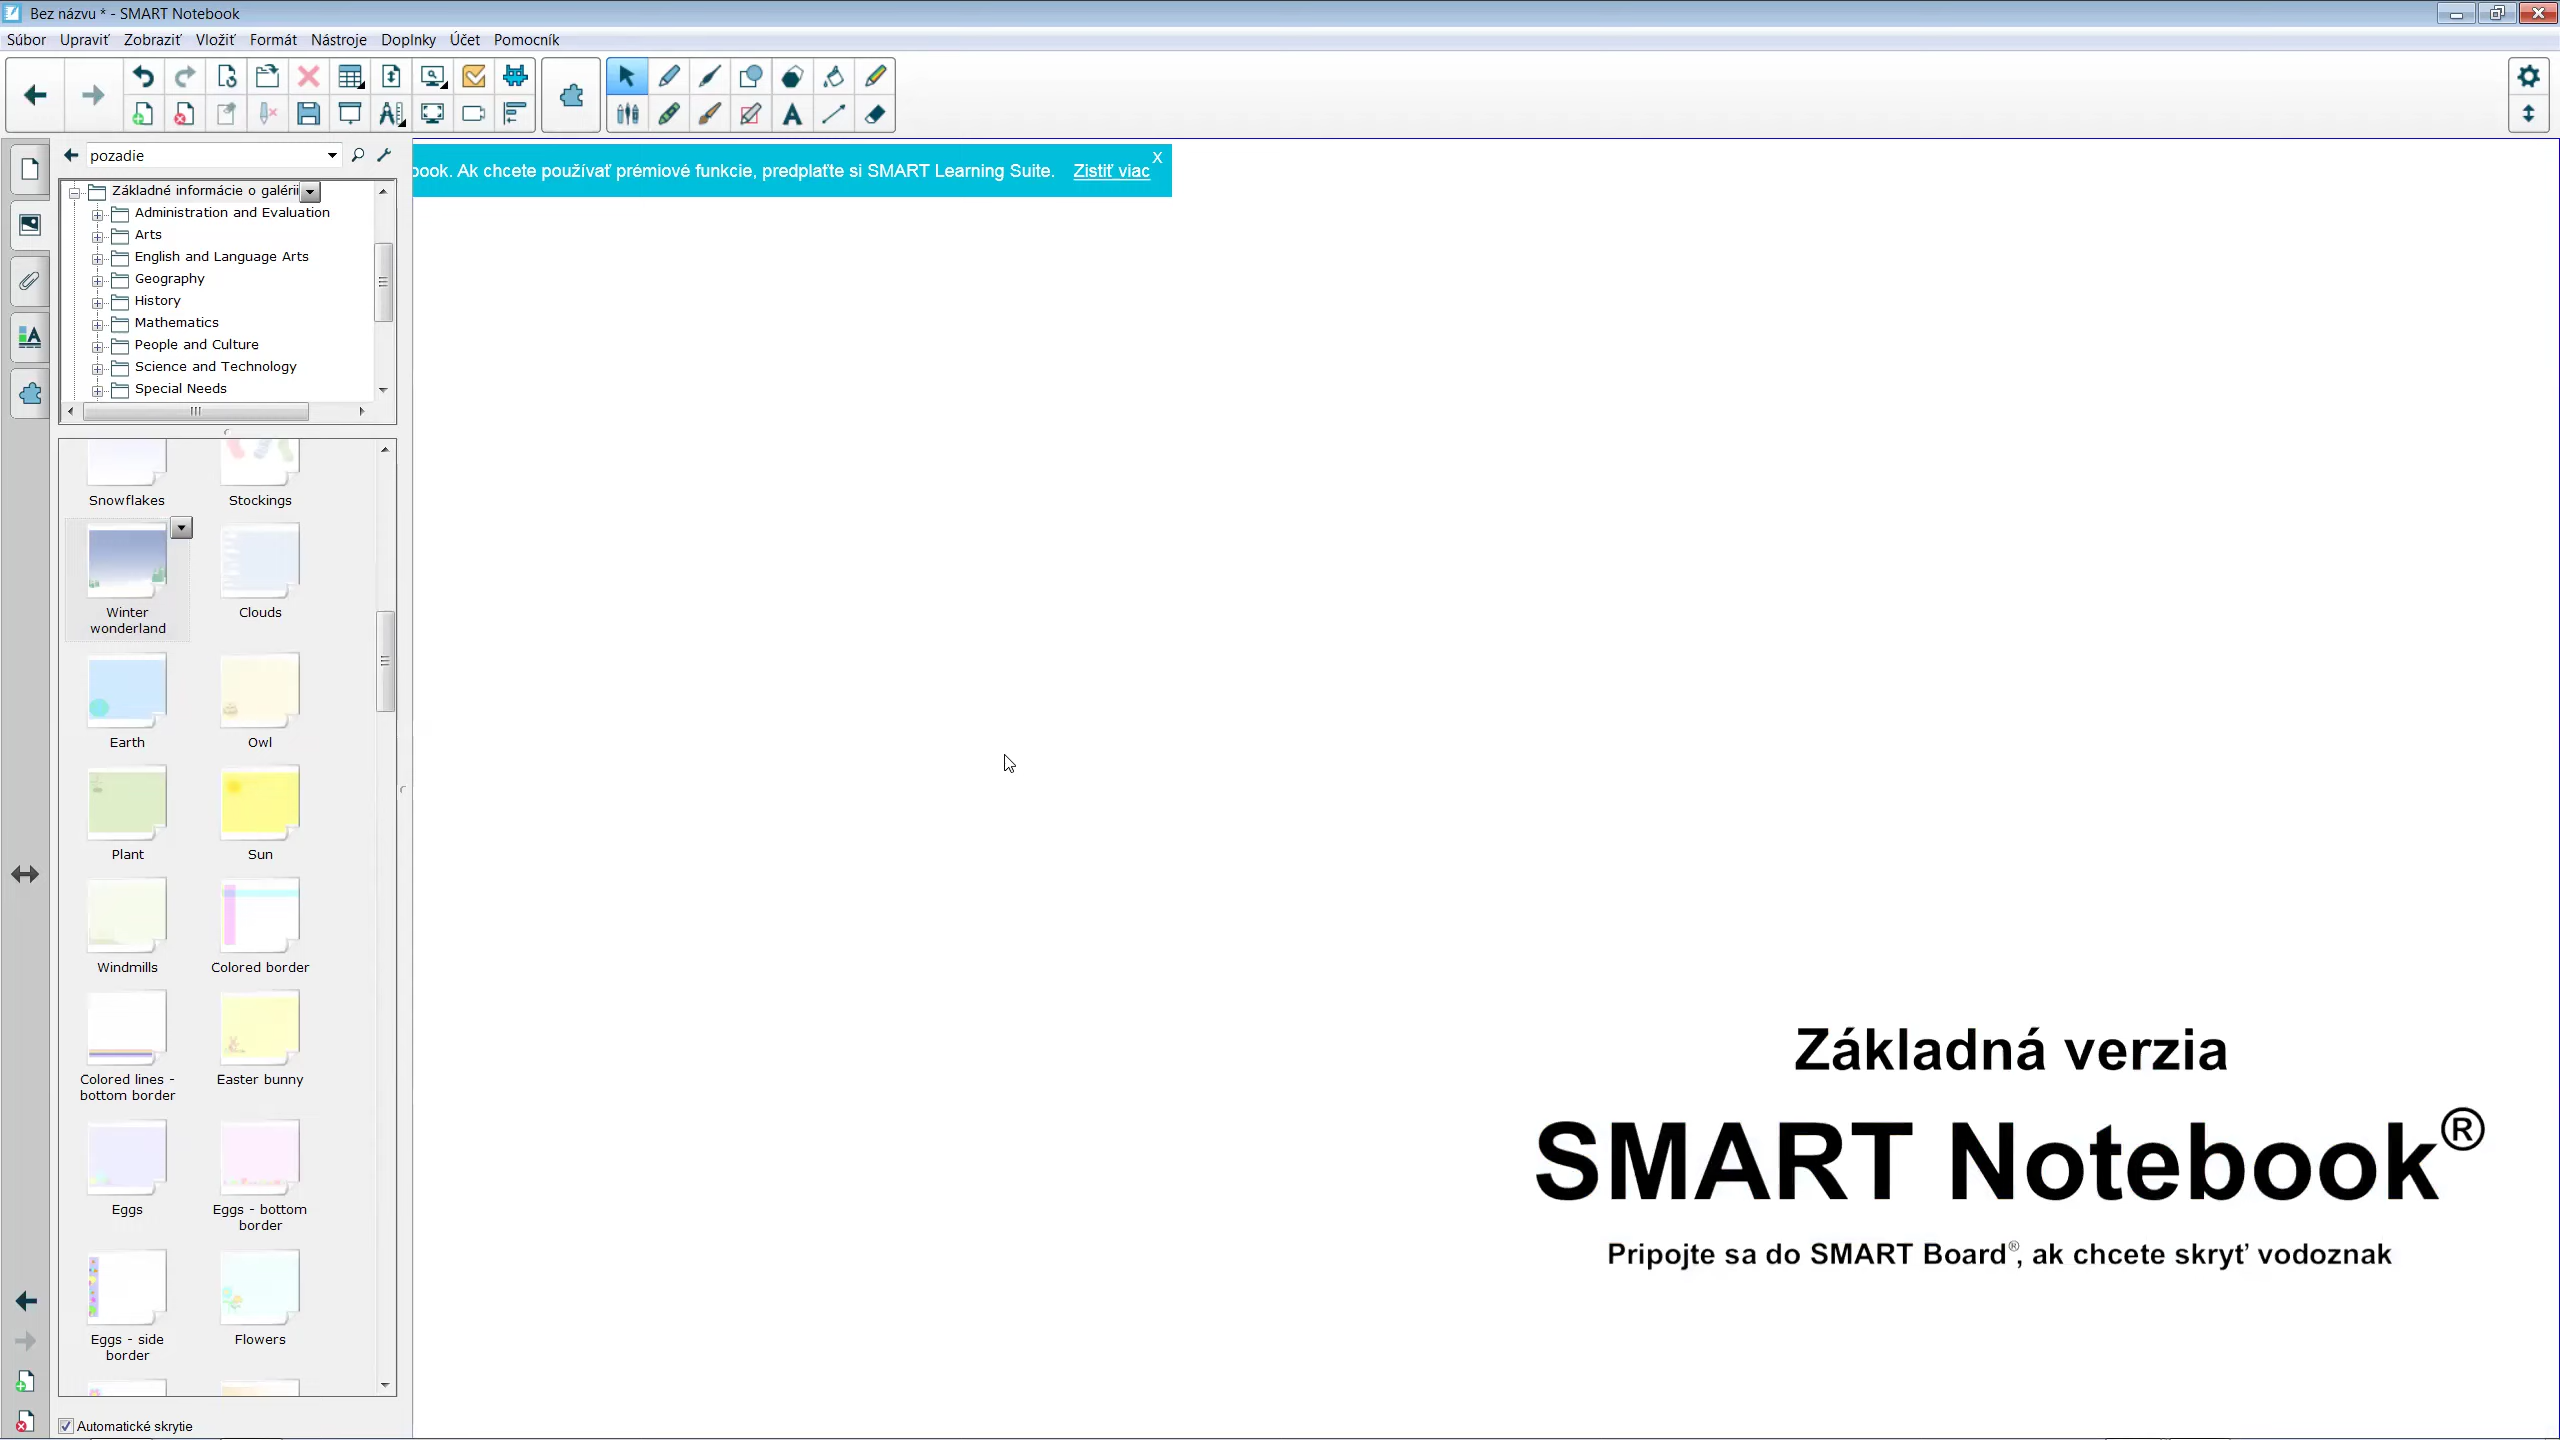 Bez názvu * - SMART Notebook
Súbor Upraviť Zobraziť Vložiť Formát Nástroje Doplnky Účet Pomocník
pozadie
Základné informácie o galérii
Administration and Evaluation
Arts
English and Language Arts
Geography
History
Mathematics
People and Culture
Science and Technology
Special Needs
book. Ak chcete používať prémiové funkcie, predplaťte si SMART Learning Suite. Zistiť viac X
Snowflakes Stockings
Winter wonderland Clouds
Earth Owl
Plant Sun
Windmills Colored border
Colored lines - bottom border Easter bunny
Eggs Eggs - bottom border
Eggs - side border Flowers
Automatické skrytie
Základná verzia
SMART Notebook®
Pripojte sa do SMART Board®, ak chcete skryť vodoznak